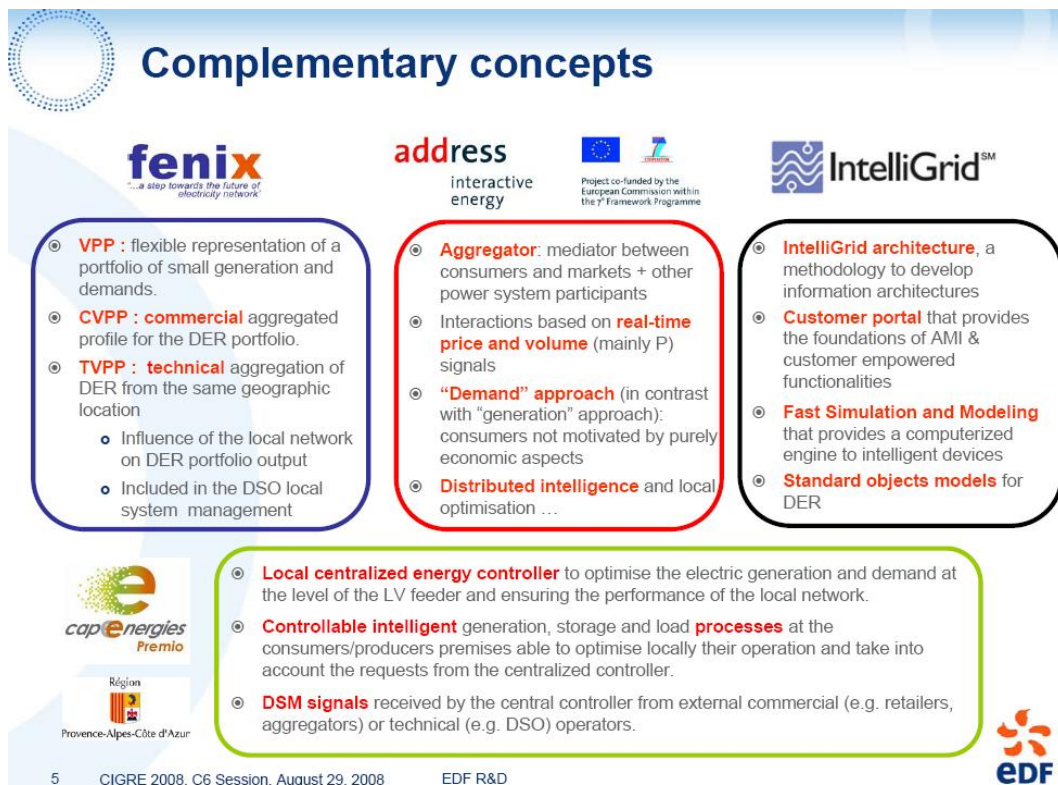 Complementary concepts
fenix
"...a step towards the future of
electricity network"
address
interactive
energy
Project co-funded by the
European Commission within
the 7th Framework Programme
IntelliGrid℠
VPP : flexible representation of a
portfolio of small generation and
demands.
CVPP : commercial aggregated
profile for the DER portfolio.
TVPP : technical aggregation of
DER from the same geographic
location
Influence of the local network
on DER portfolio output
Included in the DSO local
system management
Aggregator: mediator between
consumers and markets + other
power system participants
Interactions based on real-time
price and volume (mainly P)
signals
"Demand" approach (in contrast
with "generation" approach):
consumers not motivated by purely
economic aspects
Distributed intelligence and local
optimisation ...
IntelliGrid architecture, a
methodology to develop
information architectures
Customer portal that provides
the foundations of AMI &
customer empowered
functionalities
Fast Simulation and Modeling
that provides a computerized
engine to intelligent devices
Standard objects models for
DER
capenergies
Premio
Région
Provence-Alpes-Côte d'Azur
Local centralized energy controller to optimise the electric generation and demand at
the level of the LV feeder and ensuring the performance of the local network.
Controllable intelligent generation, storage and load processes at the
consumers/producers premises able to optimise locally their operation and take into
account the requests from the centralized controller.
DSM signals received by the central controller from external commercial (e.g. retailers,
aggregators) or technical (e.g. DSO) operators.
5 CIGRE 2008, C6 Session, August 29, 2008 EDF R&D
eDF